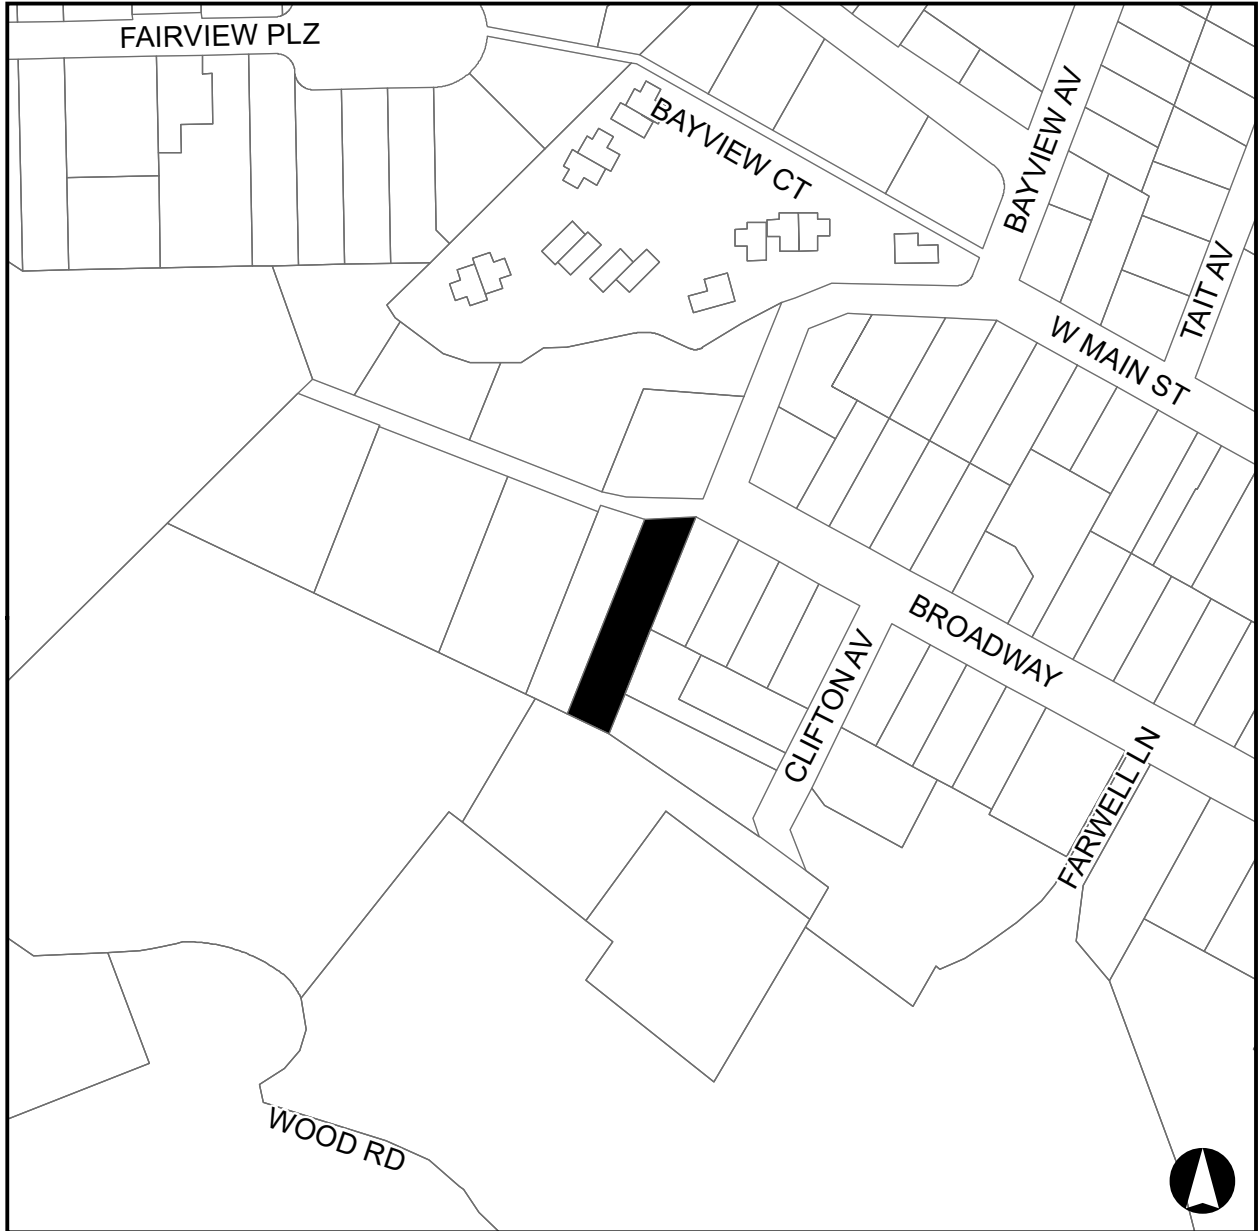 FAIRVIEW PLZ
BAYVIEW CT
BAYVIEW AV
TAIT AV
W MAIN ST
BROADWAY
CLIFTON AV
FARWELL LN
WOOD RD